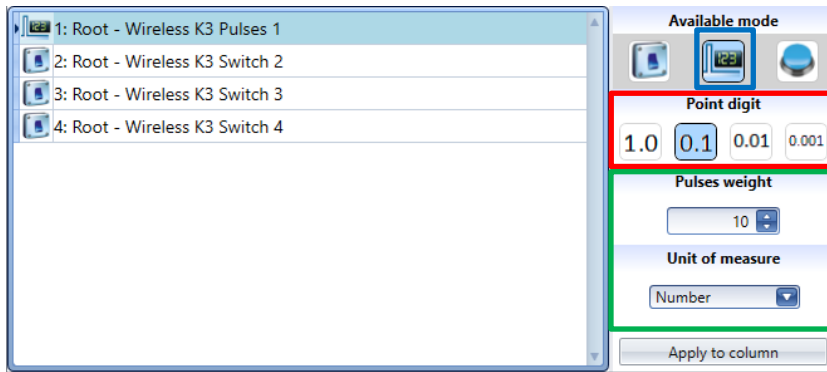 1: Root - Wireless K3 Pulses 1
2: Root - Wireless K3 Switch 2
3: Root - Wireless K3 Switch 3
4: Root - Wireless K3 Switch 4
Available mode
123
Point digit
1.0 0.1 0.01 0.001
Pulses weight
10
Unit of measure
Number
Apply to column